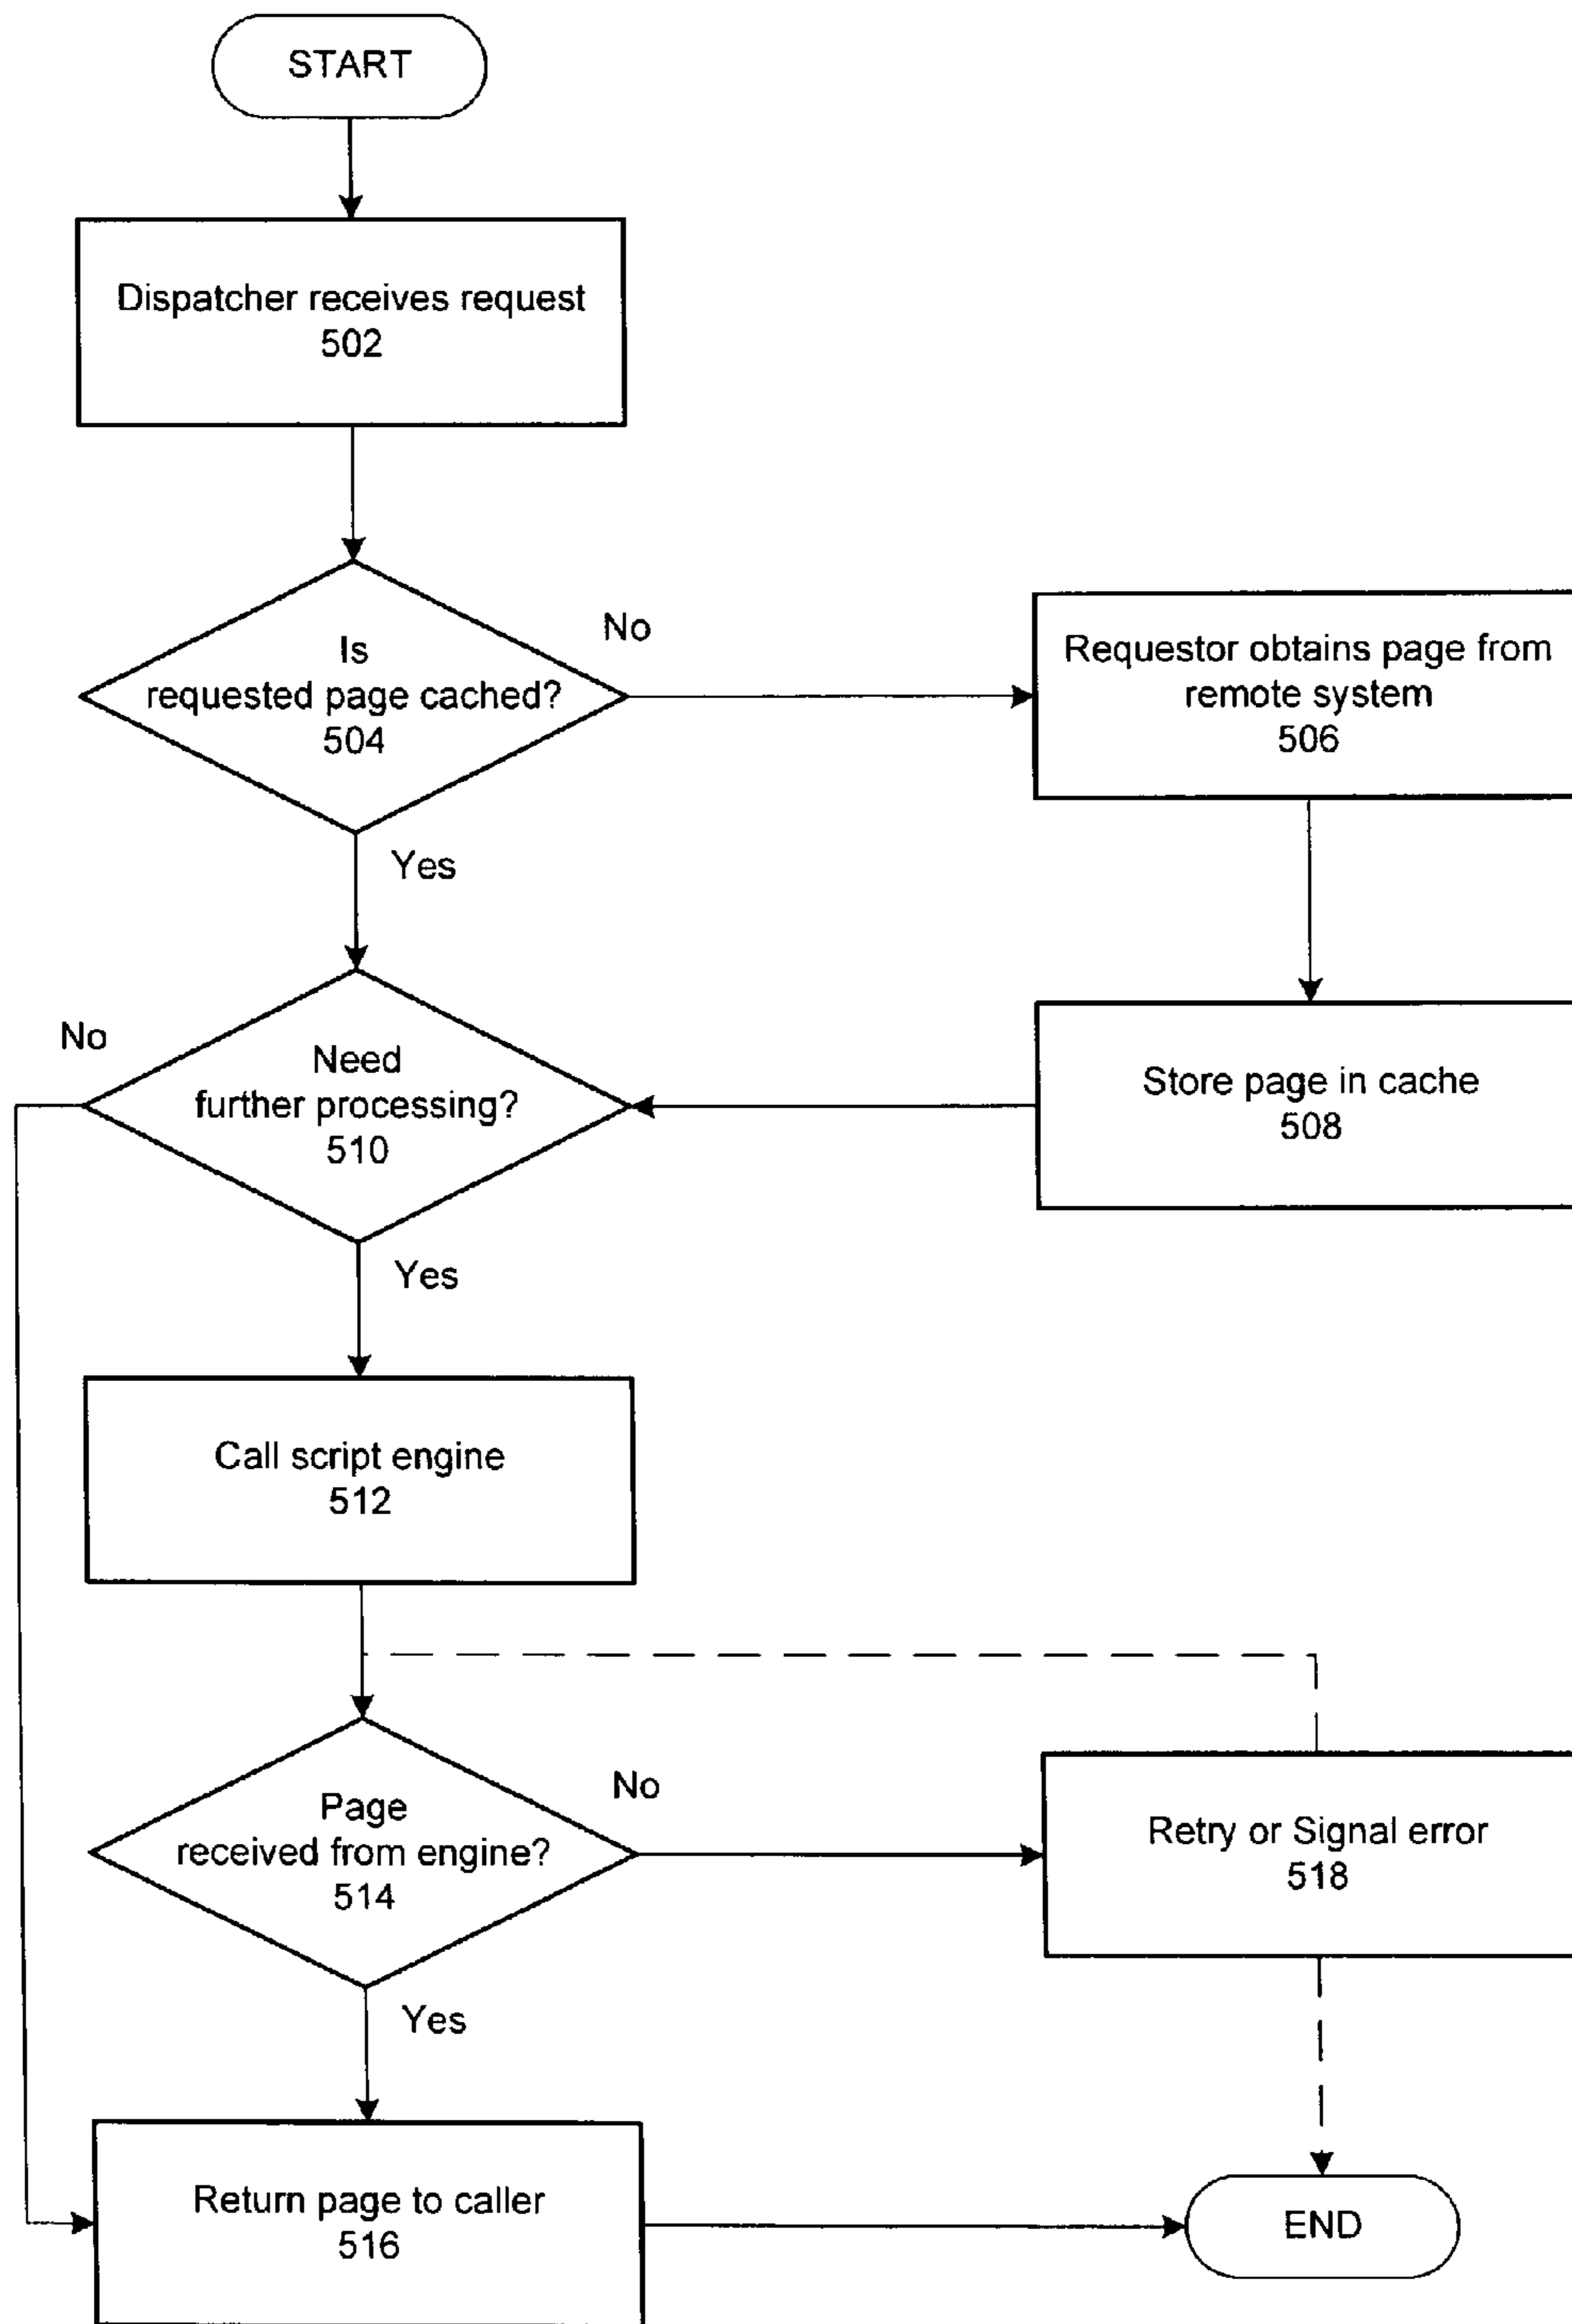 START
Dispatcher receives request
502
Is
requested page cached?
504
No
Requestor obtains page from
remote system
506
Yes
No
Need
further processing?
510
Store page in cache
508
Yes
Call script engine
512
Page
received from engine?
514
No
Retry or Signal error
518
Yes
Return page to caller
516
END